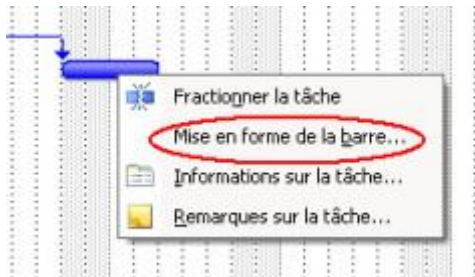 Fractionner la tâche
Mise en forme de la barre...
Informations sur la tâche...
Remarques sur la tâche...